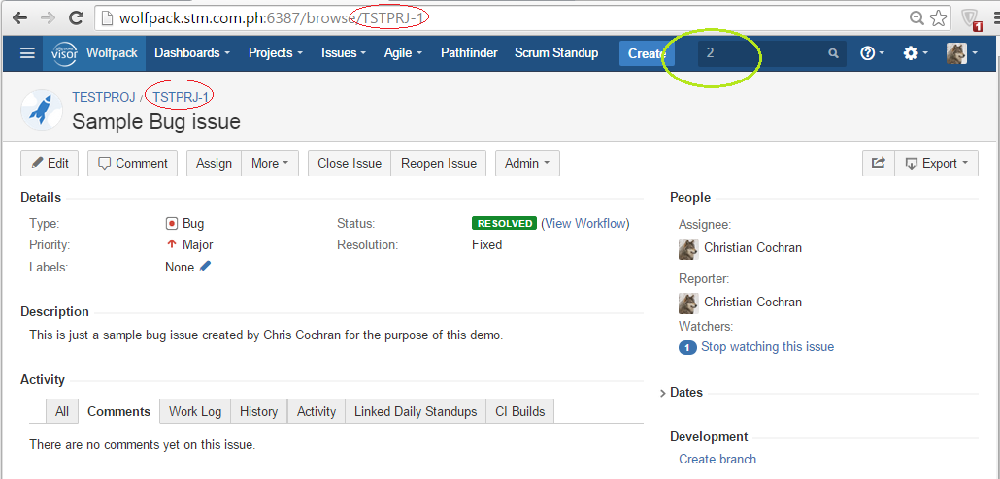 wolfpack.stm.com.ph:6387/browse/TSTPRJ-1
1
visor Wolfpack Dashboards Projects Issues Agile Pathfinder Scrum Standup Create 2
TESTPROJ / TSTPRJ-1
Sample Bug issue
Edit Comment Assign More Close Issue Reopen Issue Admin Export
Details
Type: Bug Status: RESOLVED (View Workflow)
Priority: Major Resolution: Fixed
Labels: None
Description
This is just a sample bug issue created by Chris Cochran for the purpose of this demo.
Activity
All Comments Work Log History Activity Linked Daily Standups CI Builds
There are no comments yet on this issue.
People
Assignee:
Christian Cochran
Reporter:
Christian Cochran
Watchers:
1 Stop watching this issue
Dates
Development
Create branch